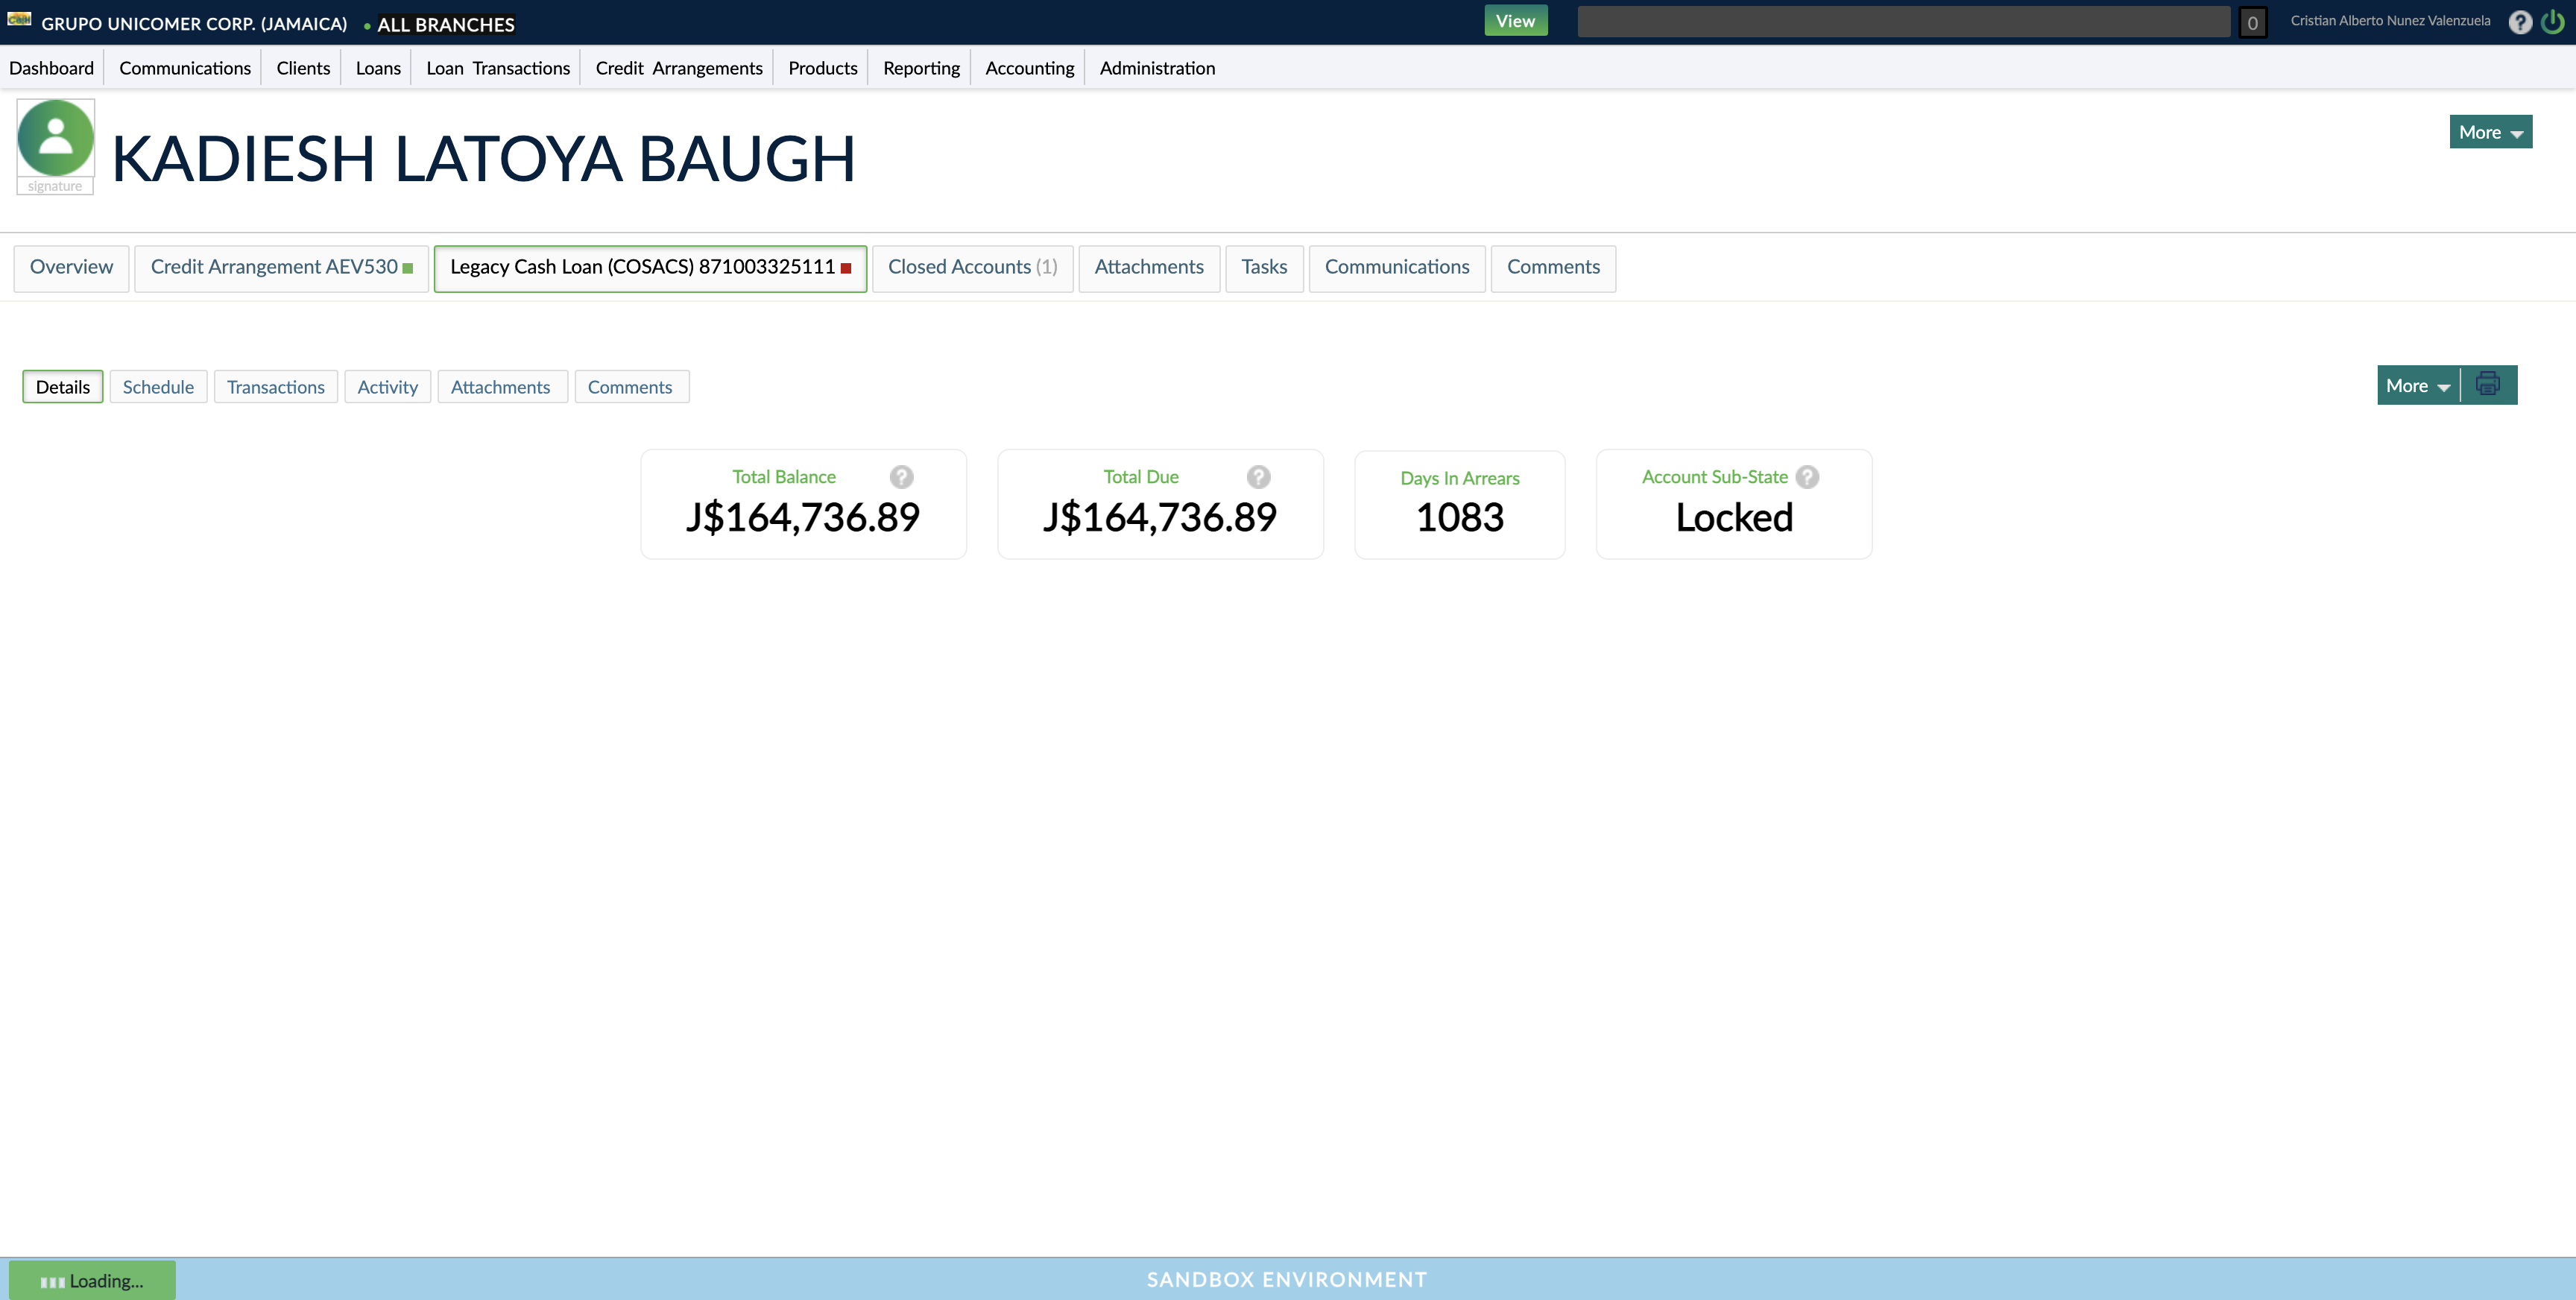 GRUPO UNICOMER CORP. (JAMAICA) • ALL BRANCHES View 0 Cristian Alberto Nunez Valenzuela ?
Dashboard Communications Clients Loans Loan Transactions Credit Arrangements Products Reporting Accounting Administration
signature
KADIESH LATOYA BAUGH
More
Overview Credit Arrangement AEV530 Legacy Cash Loan (COSACS) 871003325111 Closed Accounts (1) Attachments Tasks Communications Comments
Details Schedule Transactions Activity Attachments Comments More
Total Balance ? Total Due ? Days In Arrears Account Sub-State ?
J$164,736.89 J$164,736.89 1083 Locked
Loading... SANDBOX ENVIRONMENT